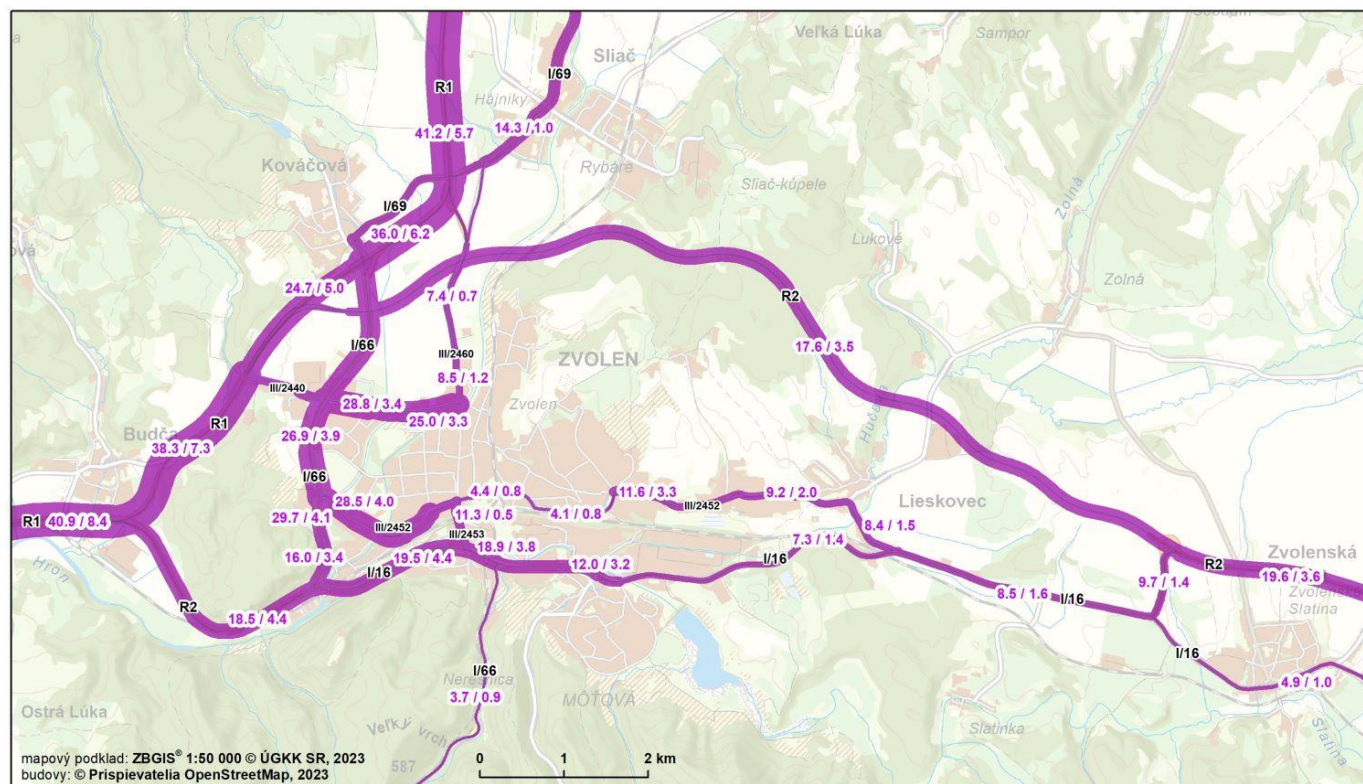 Veľká Lúka
Sampor
Sliač
I/69
R1
Hájniky
41.2 / 5.7
14.3 / 1.0
Kováčová
Rybáre
Sliač-kúpele
Zolná
I/69
36.0 / 6.2
Lukové
ová
Zolná
24.7 / 5.0
7.4 / 0.7
R2
I/66
17.6 / 3.5
III/2460
ZVOLEN
8.5 / 1.2
III/2440
28.8 / 3.4
Zvolen
25.0 / 3.3
Hučava
R1
Budča
26.9 / 3.9
38.3 / 7.3
I/66
28.5 / 4.0
4.4 / 0.8
11.6 / 3.3
9.2 / 2.0
Lieskovec
R1
40.9 / 8.4
29.7 / 4.1
III/2452
11.3 / 0.5
4.1 / 0.8
III/2452
8.4 / 1.5
III/2453
7.3 / 1.4
18.9 / 3.8
16.0 / 3.4
19.5 / 4.4
12.0 / 3.2
I/16
Zvolenská
R2
19.6 / 3.6
Hron
I/16
9.7 / 1.4
Zvolenská
Slatina
8.5 / 1.6
I/16
R2
18.5 / 4.4
I/16
I/66
Neresnica
3.7 / 0.9
MÔŤOVÁ
4.9 / 1.0
Ostrá Lúka
Slatinka
Slatina
Veľký vrch
587
mapový podklad: ZBGIS® 1:50 000 © ÚGKK SR, 2023
budovy: © Prispievatelia OpenStreetMap, 2023
0 1 2 km